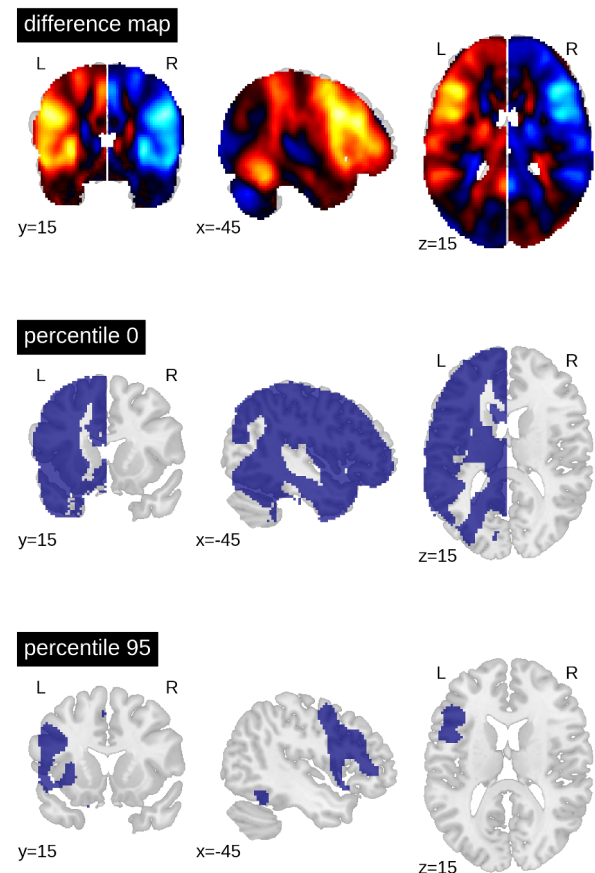 difference map
L R L R
y=15 x=-45 z=15
percentile 0
L R L R
y=15 x=-45 z=15
percentile 95
L R L R
y=15 x=-45 z=15